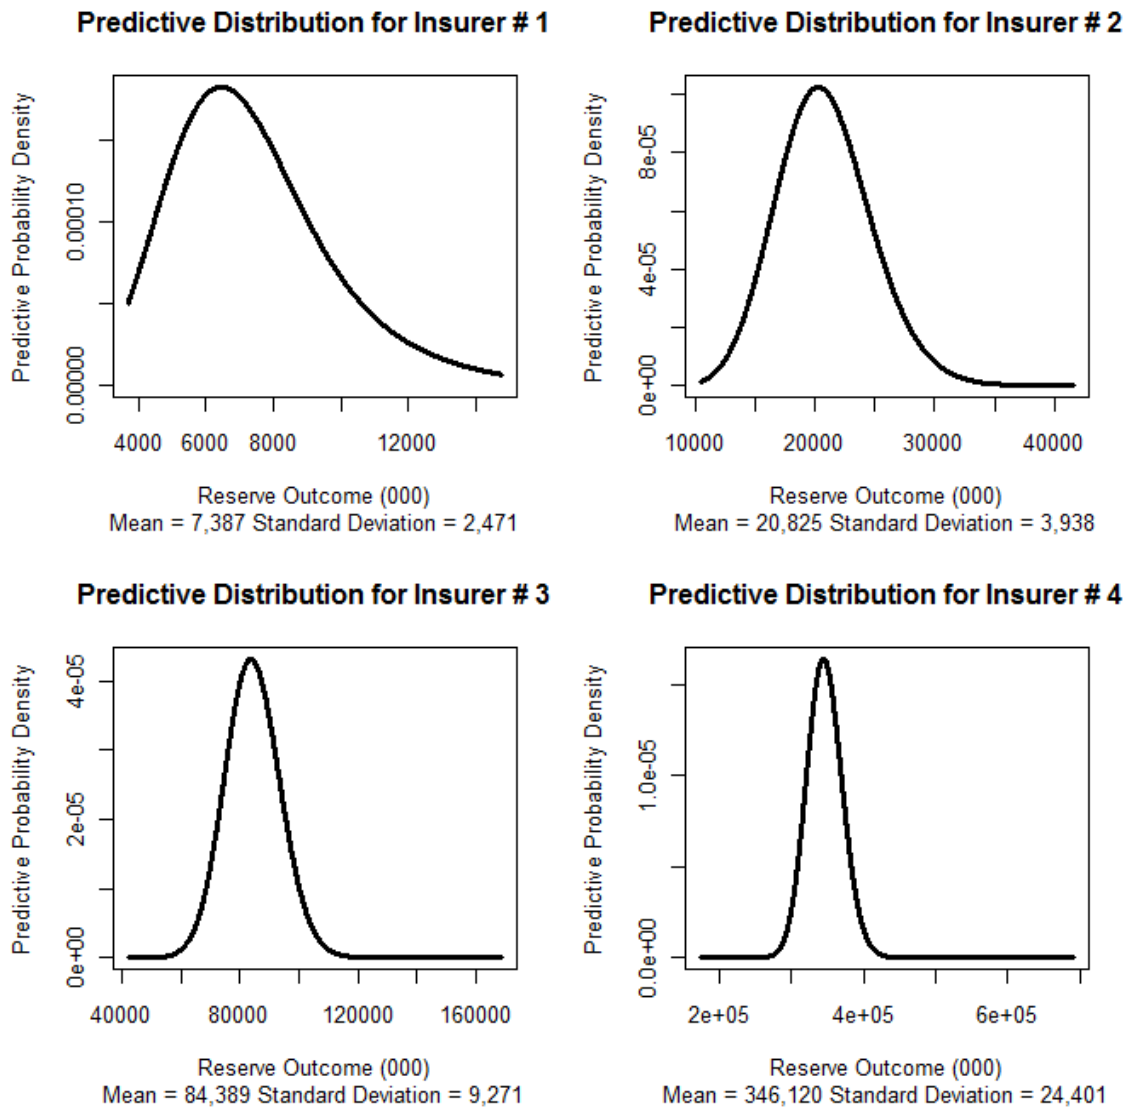 Predictive Distribution for Insurer # 1
Predictive Probability Density
0.00010
0.00000
4000 6000 8000 12000
Reserve Outcome (000)
Mean = 7,387 Standard Deviation = 2,471
Predictive Distribution for Insurer # 2
Predictive Probability Density
8e-05
4e-05
0e+00
10000 20000 30000 40000
Reserve Outcome (000)
Mean = 20,825 Standard Deviation = 3,938
Predictive Distribution for Insurer # 3
Predictive Probability Density
4e-05
2e-05
0e+00
40000 80000 120000 160000
Reserve Outcome (000)
Mean = 84,389 Standard Deviation = 9,271
Predictive Distribution for Insurer # 4
Predictive Probability Density
1.0e-05
0.0e+00
2e+05 4e+05 6e+05
Reserve Outcome (000)
Mean = 346,120 Standard Deviation = 24,401